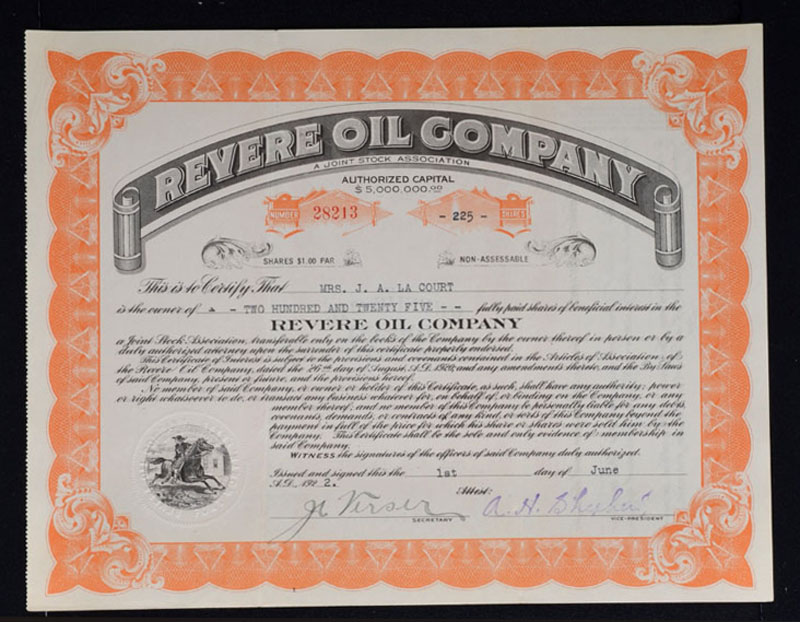 REVERE OIL COMPANY
A JOINT STOCK ASSOCIATION
AUTHORIZED CAPITAL
$5,000,000.00
NUMBER 28213 - 225 - SHARES
SHARES $1.00 PAR NON-ASSESSABLE
This is to Certify That MRS. J. A. LA COURT
is the owner of - TWO HUNDRED AND TWENTY FIVE - - fully paid shares of beneficial interest in the
REVERE OIL COMPANY
a Joint Stock Association, transferable only on the books of the Company by the owner thereof in person or by a
duly authorized attorney upon the surrender of this certificate properly endorsed.
This Certificate of Interest is subject to the provisions and covenants contained in the Articles of Association of
the Revere Oil Company, dated the 26th day of August, A.D. 1920, and any amendments thereto, and the By Laws
of said Company, present or future, and the provisions hereof.
No member of said Company, or owner or holder of this Certificate, as such, shall have any authority, power
or right whatsoever to do, or transact any business whatever for, on behalf of, or binding on the Company, or any
member thereof, and no member of this Company be personally liable for any debts
covenants, demands, or contracts of any kind, or torts of this Company beyond the
payment in full of the price for which his share or shares were sold him by the
Company. This Certificate shall be the sole and only evidence of membership in
said Company.
WITNESS the signatures of the officers of said Company duly authorized.
Issued and signed this the 1st day of June
A.D., 1922.
Attest:
A. H.
SECRETARY
VICE-PRESIDENT